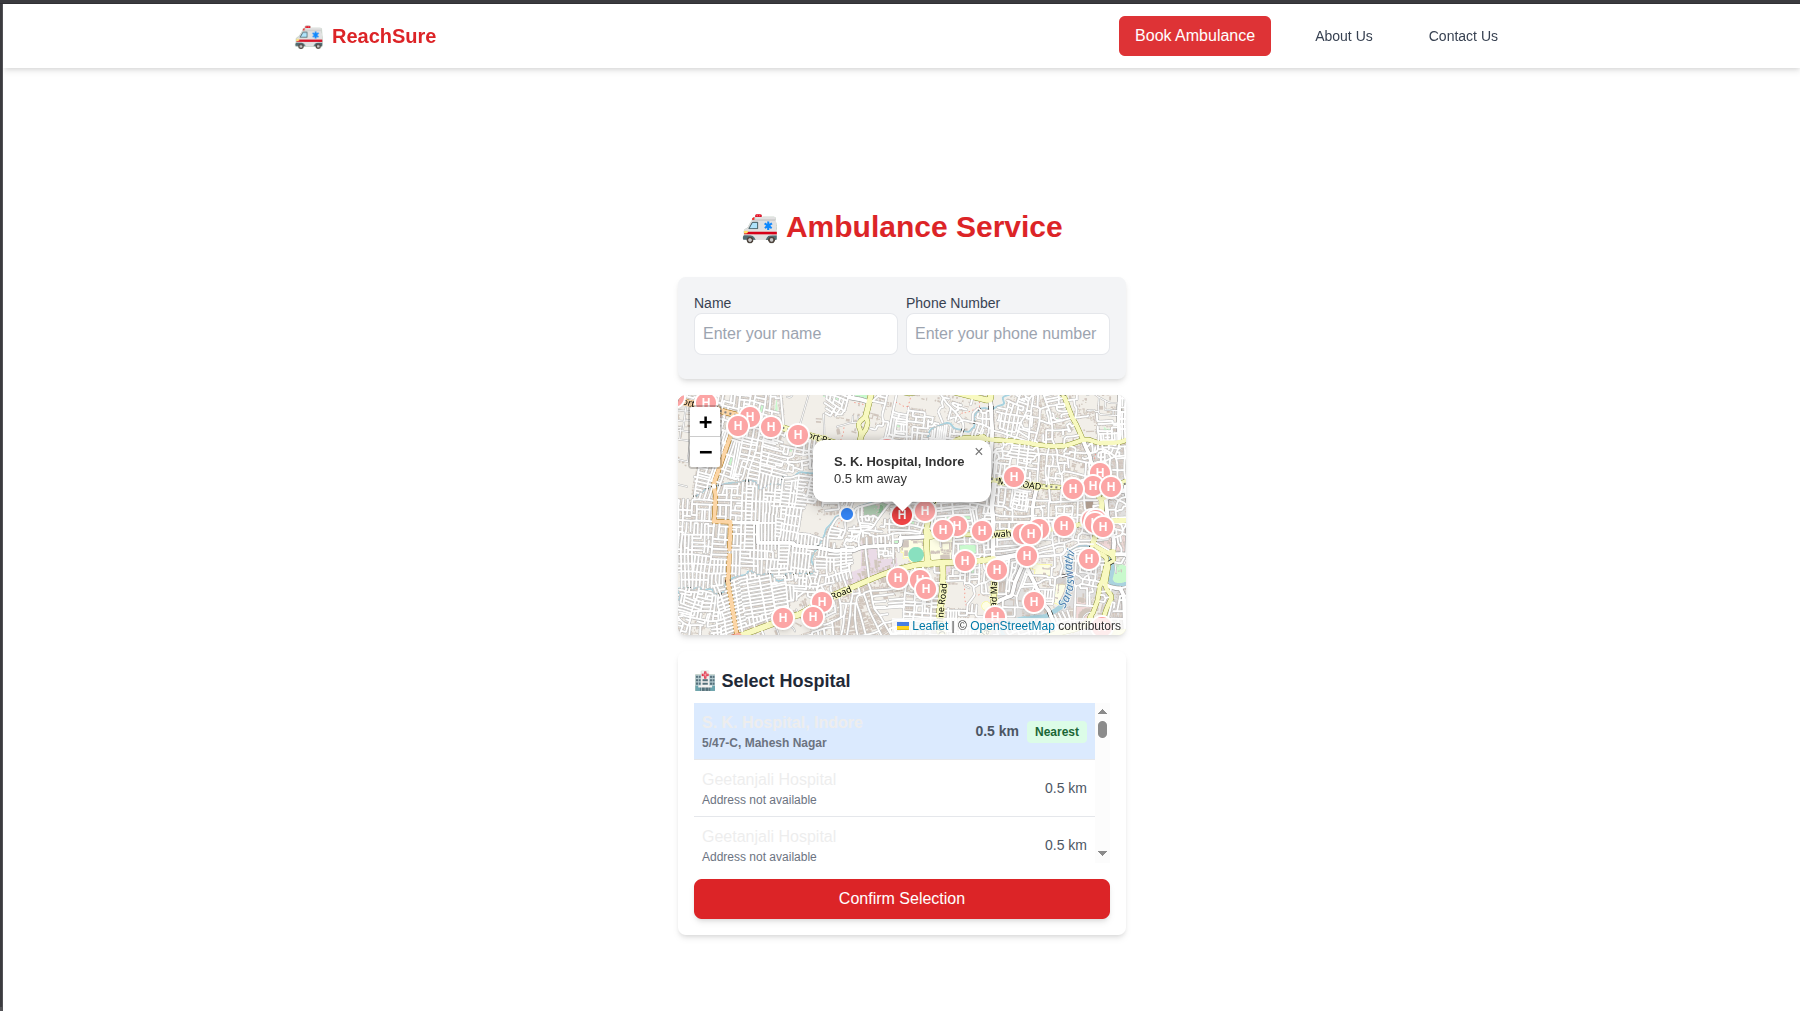 ReachSure
Book Ambulance
About Us
Contact Us
Ambulance Service
Name
Phone Number
Enter your name
Enter your phone number
+
−
S. K. Hospital, Indore
×
0.5 km away
H
Road
Saraswathi
Leaflet | © OpenStreetMap contributors
Select Hospital
S. K. Hospital, Indore
5/47-C, Mahesh Nagar
0.5 km
Nearest
Geetanjali Hospital
Address not available
0.5 km
Geetanjali Hospital
Address not available
0.5 km
Confirm Selection